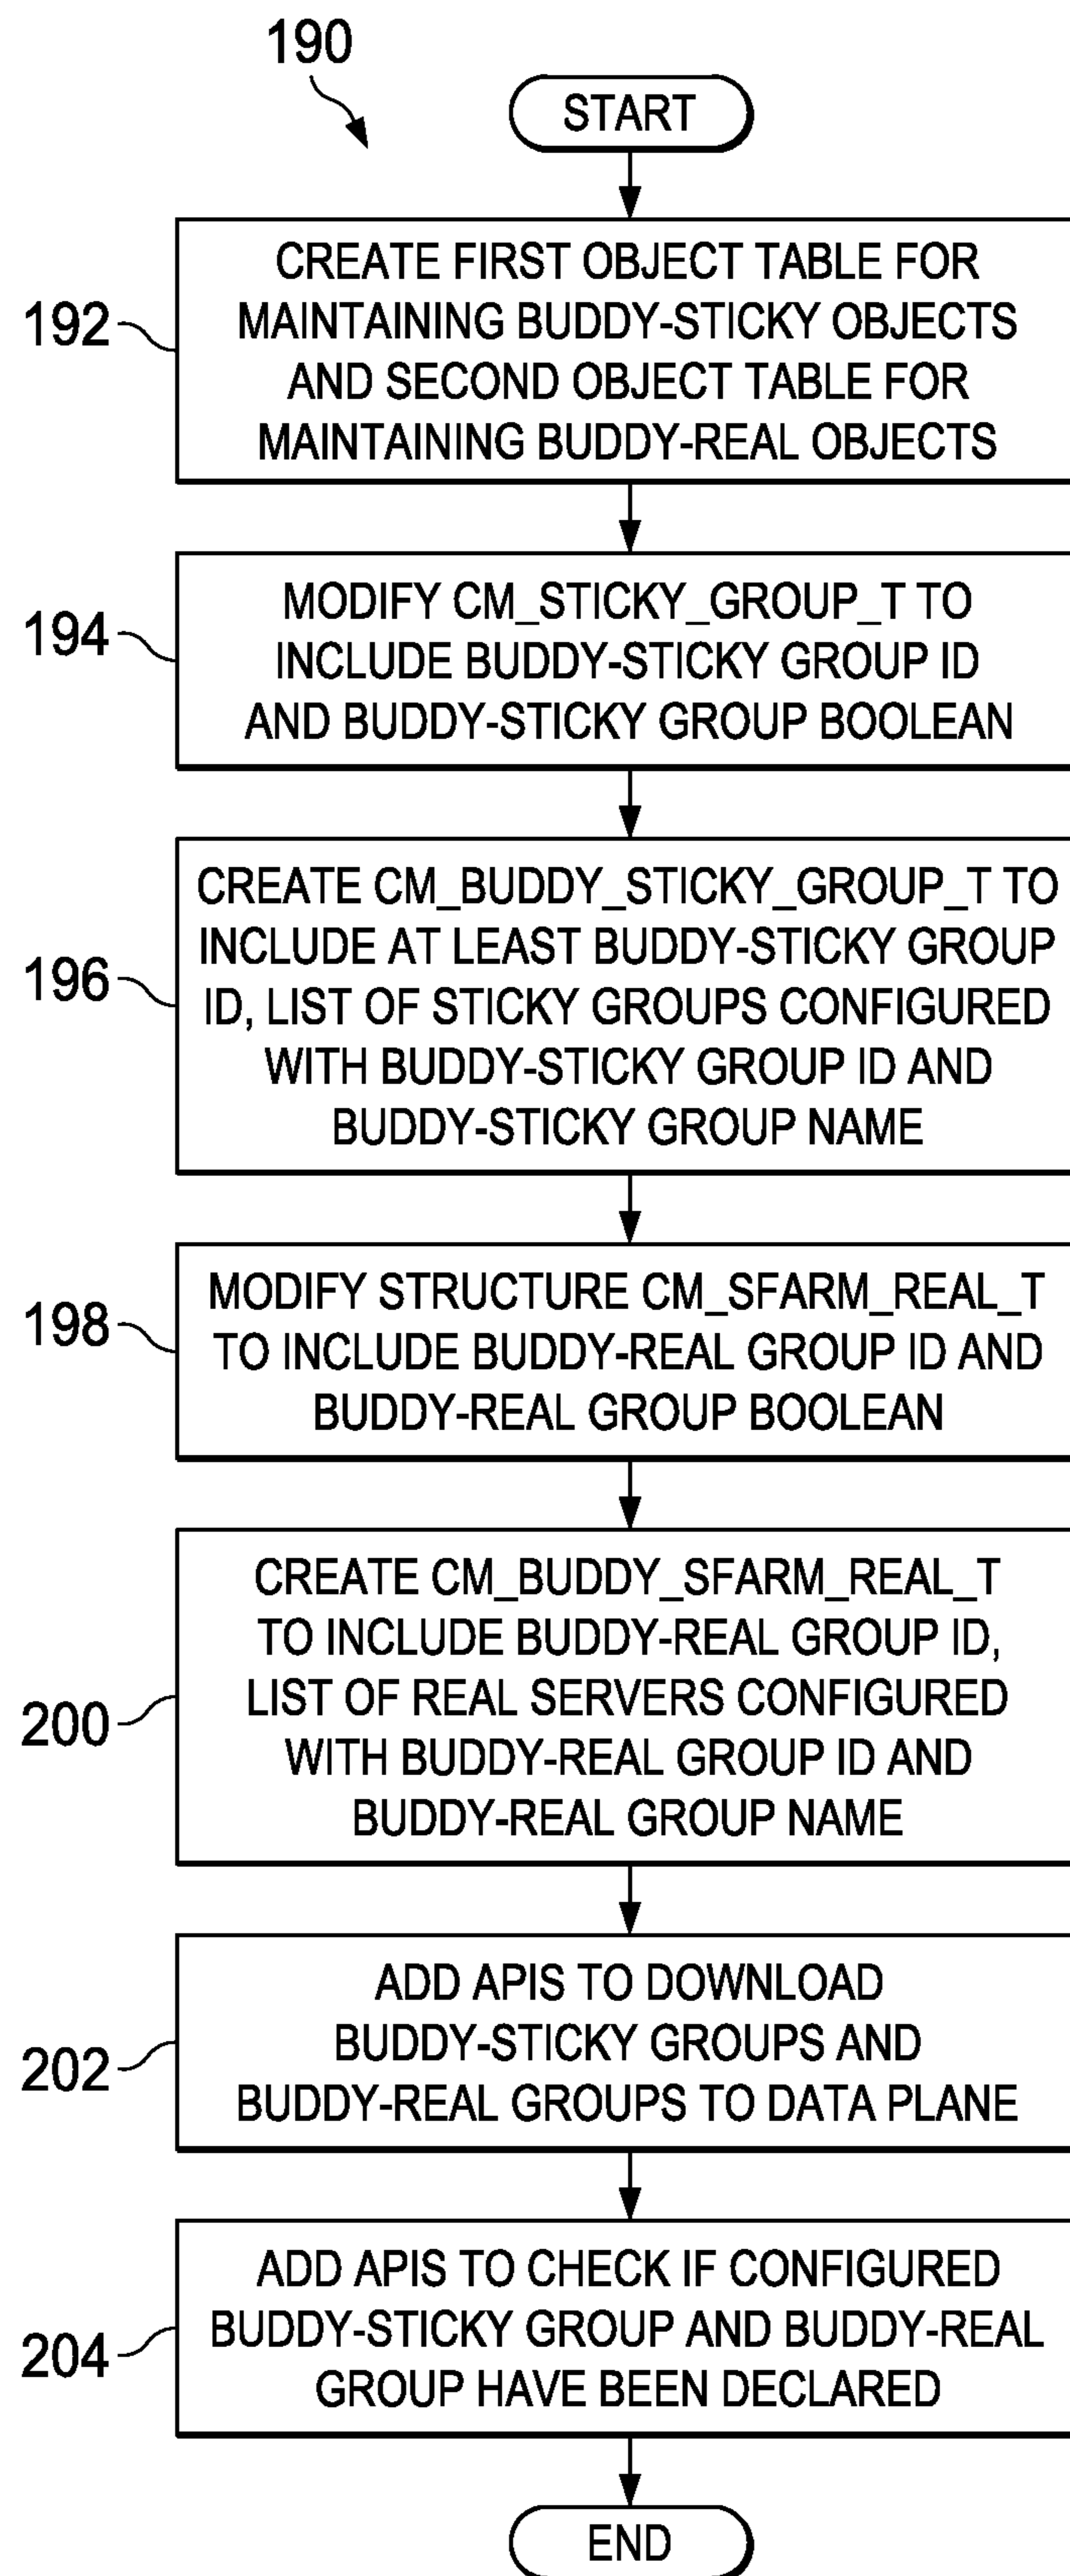 190
START
192
CREATE FIRST OBJECT TABLE FOR
MAINTAINING BUDDY-STICKY OBJECTS
AND SECOND OBJECT TABLE FOR
MAINTAINING BUDDY-REAL OBJECTS
194
MODIFY CM_STICKY_GROUP_T TO
INCLUDE BUDDY-STICKY GROUP ID
AND BUDDY-STICKY GROUP BOOLEAN
196
CREATE CM_BUDDY_STICKY_GROUP_T TO
INCLUDE AT LEAST BUDDY-STICKY GROUP
ID, LIST OF STICKY GROUPS CONFIGURED
WITH BUDDY-STICKY GROUP ID AND
BUDDY-STICKY GROUP NAME
198
MODIFY STRUCTURE CM_SFARM_REAL_T
TO INCLUDE BUDDY-REAL GROUP ID AND
BUDDY-REAL GROUP BOOLEAN
200
CREATE CM_BUDDY_SFARM_REAL_T
TO INCLUDE BUDDY-REAL GROUP ID,
LIST OF REAL SERVERS CONFIGURED
WITH BUDDY-REAL GROUP ID AND
BUDDY-REAL GROUP NAME
202
ADD APIS TO DOWNLOAD
BUDDY-STICKY GROUPS AND
BUDDY-REAL GROUPS TO DATA PLANE
204
ADD APIS TO CHECK IF CONFIGURED
BUDDY-STICKY GROUP AND BUDDY-REAL
GROUP HAVE BEEN DECLARED
END